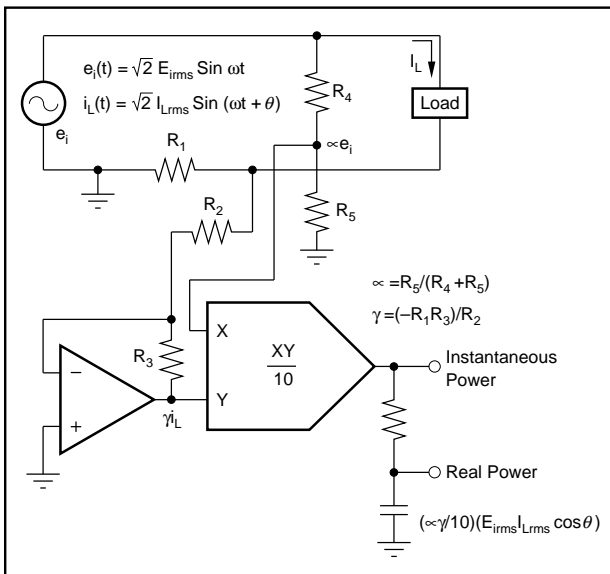 e_i(t) = √2 E_irms Sin ωt
i_L(t) = √2 I_Lrms Sin (ωt + θ)
I_L
R_4
Load
e_i
R_1
∝e_i
R_2
R_5
∝ =R_5/(R_4 +R_5)
γ =(–R_1R_3)/R_2
X
R_3
XY
10
Instantaneous
Power
–
Y
+
γi_L
Real Power
(∝γ/10)(E_irms I_Lrms cosθ)